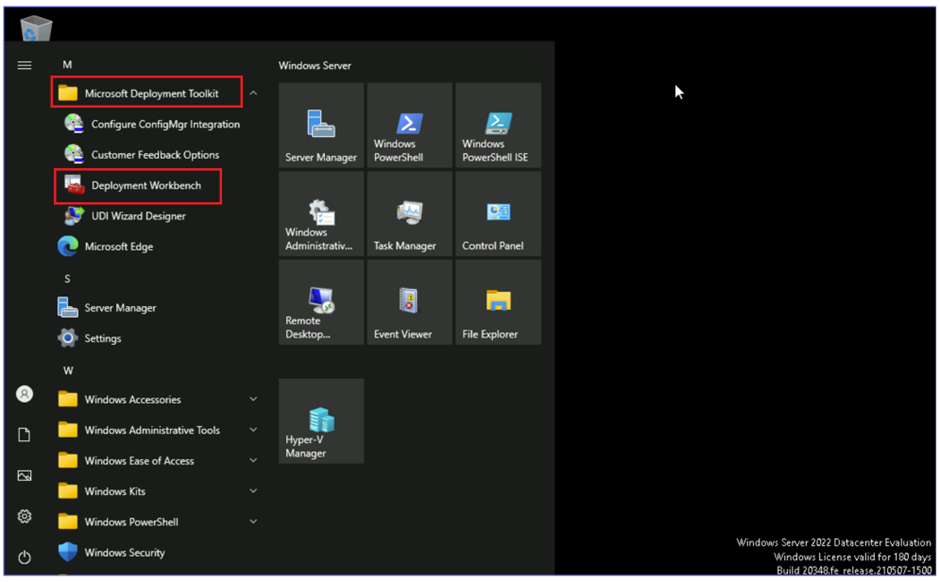 M
Microsoft Deployment Toolkit
Configure ConfigMgr Integration
Customer Feedback Options
Deployment Workbench
UDI Wizard Designer
Microsoft Edge
S
Server Manager
Settings
W
Windows Accessories
Windows Administrative Tools
Windows Ease of Access
Windows Kits
Windows PowerShell
Windows Security
Windows Server
Server Manager
Windows
PowerShell
Windows
PowerShell ISE
Windows
Administrativ...
Task Manager
Control Panel
Remote
Desktop...
Event Viewer
File Explorer
Hyper-V
Manager
Windows Server 2022 Datacenter Evaluation
Windows License valid for 180 days
Build 20348.fe_release.210507-1500